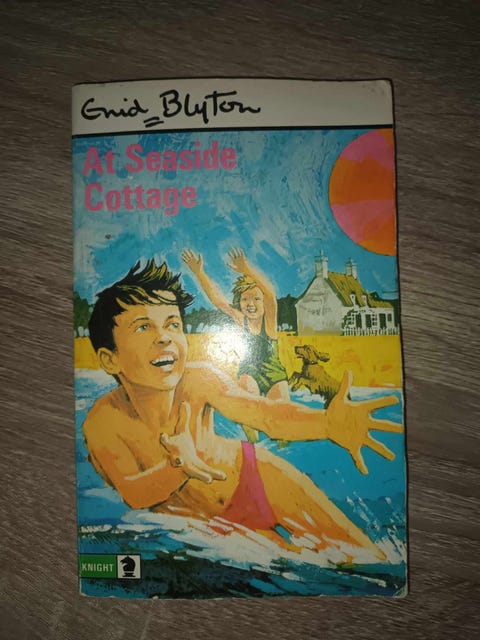 Enid Blyton
At Seaside
Cottage
KNIGHT